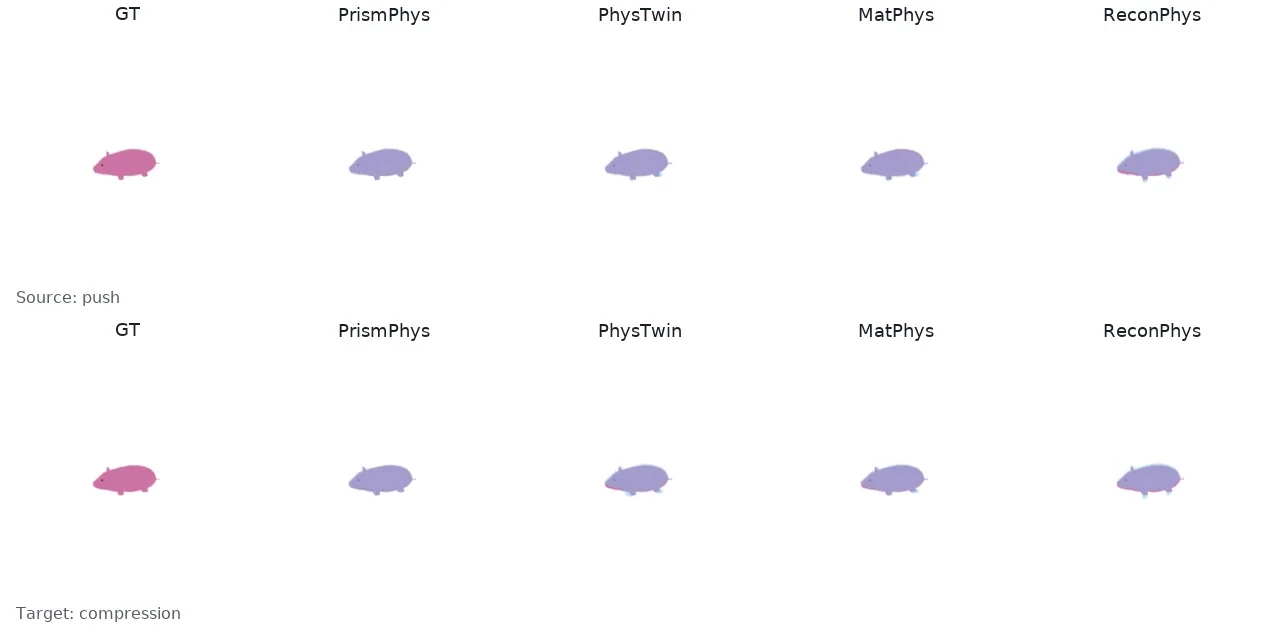 GT PrismPhys PhysTwin MatPhys ReconPhys
Source: push
GT PrismPhys PhysTwin MatPhys ReconPhys
Target: compression